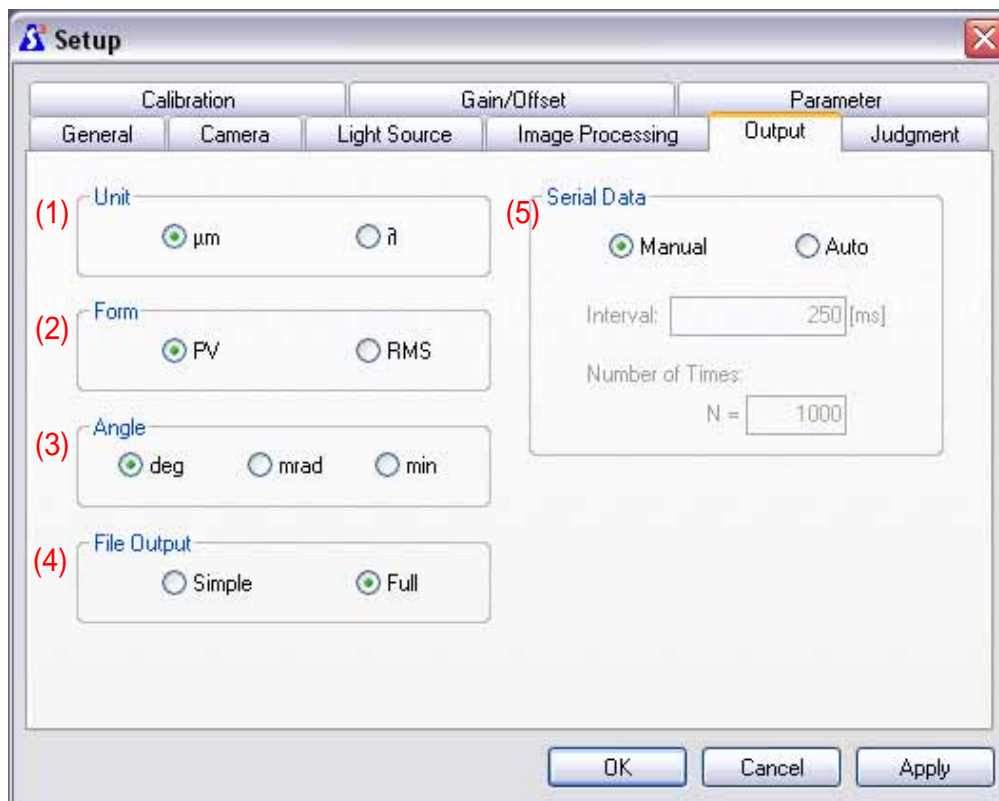 Setup
Calibration Gain/Offset Parameter
General Camera Light Source Image Processing Output Judgment
(1) Unit
µm λ
(2) Form
PV RMS
(3) Angle
deg mrad min
(4) File Output
Simple Full
(5) Serial Data
Manual Auto
Interval: 250 [ms]
Number of Times:
N = 1000
OK Cancel Apply